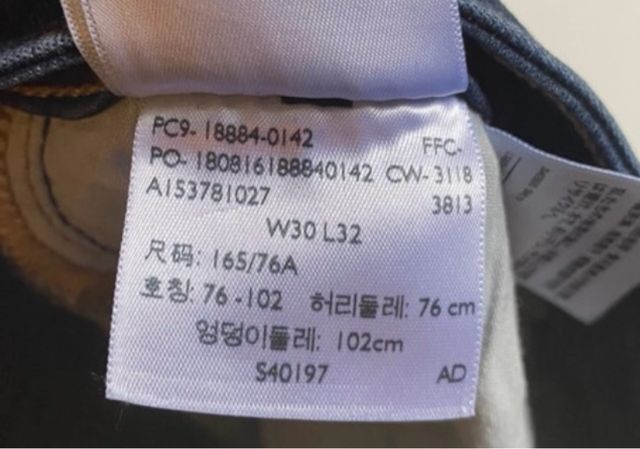 PC9- 18884-0142 FFC-
PO- 180816188840142 CW-3118
A153781027 3813
W30 L32
尺码: 165/76A
호칭: 76 -102 허리둘레: 76 cm
엉덩이둘레: 102cm
S40197 AD